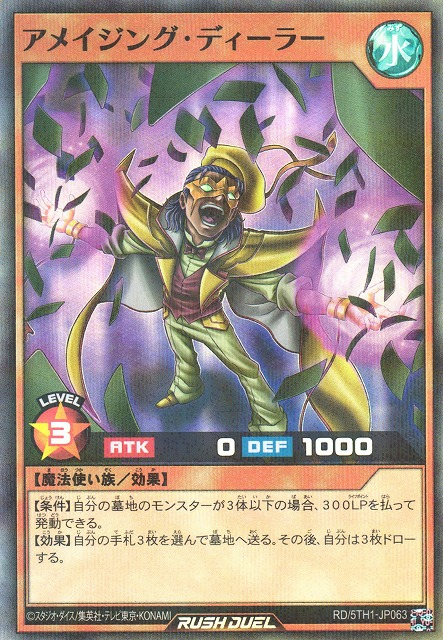 アメイジング・ディーラー
水
LEVEL
3
ATK 0 DEF 1000
【魔法使い族／効果】
【条件】自分の墓地のモンスターが3体以下の場合、300LPを払って
発動できる。
【効果】自分の手札3枚を選んで墓地へ送る。その後、自分は3枚ドロー
する。
©スタジオ・ダイス/集英社・テレビ東京・KONAMI
RUSH DUEL
RD/5TH1-JP063